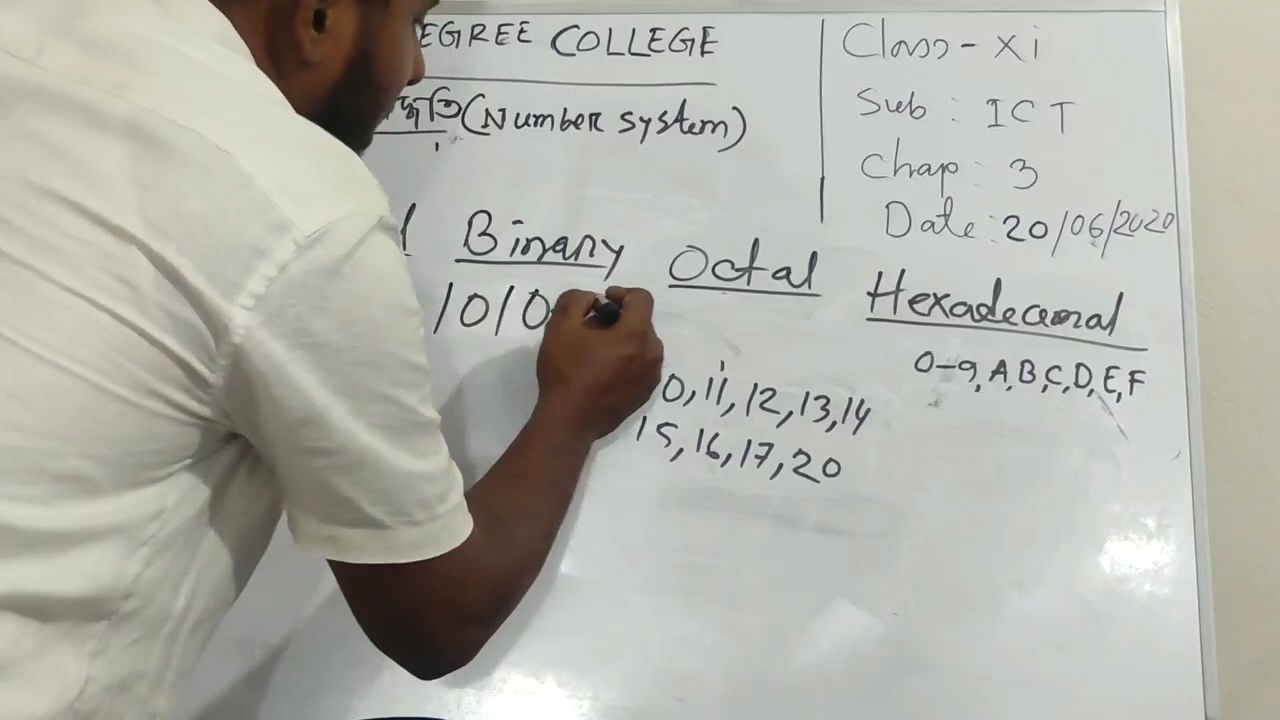 EGREE COLLEGE
(Number system)
Class - xi
Sub : ICT
Chap : 3
Date : 20/06/2020
Binary Octal Hexadecamal
1010
0-9, A, B, C, D, E, F
0, 11, 12, 13, 14
15, 16, 17, 20